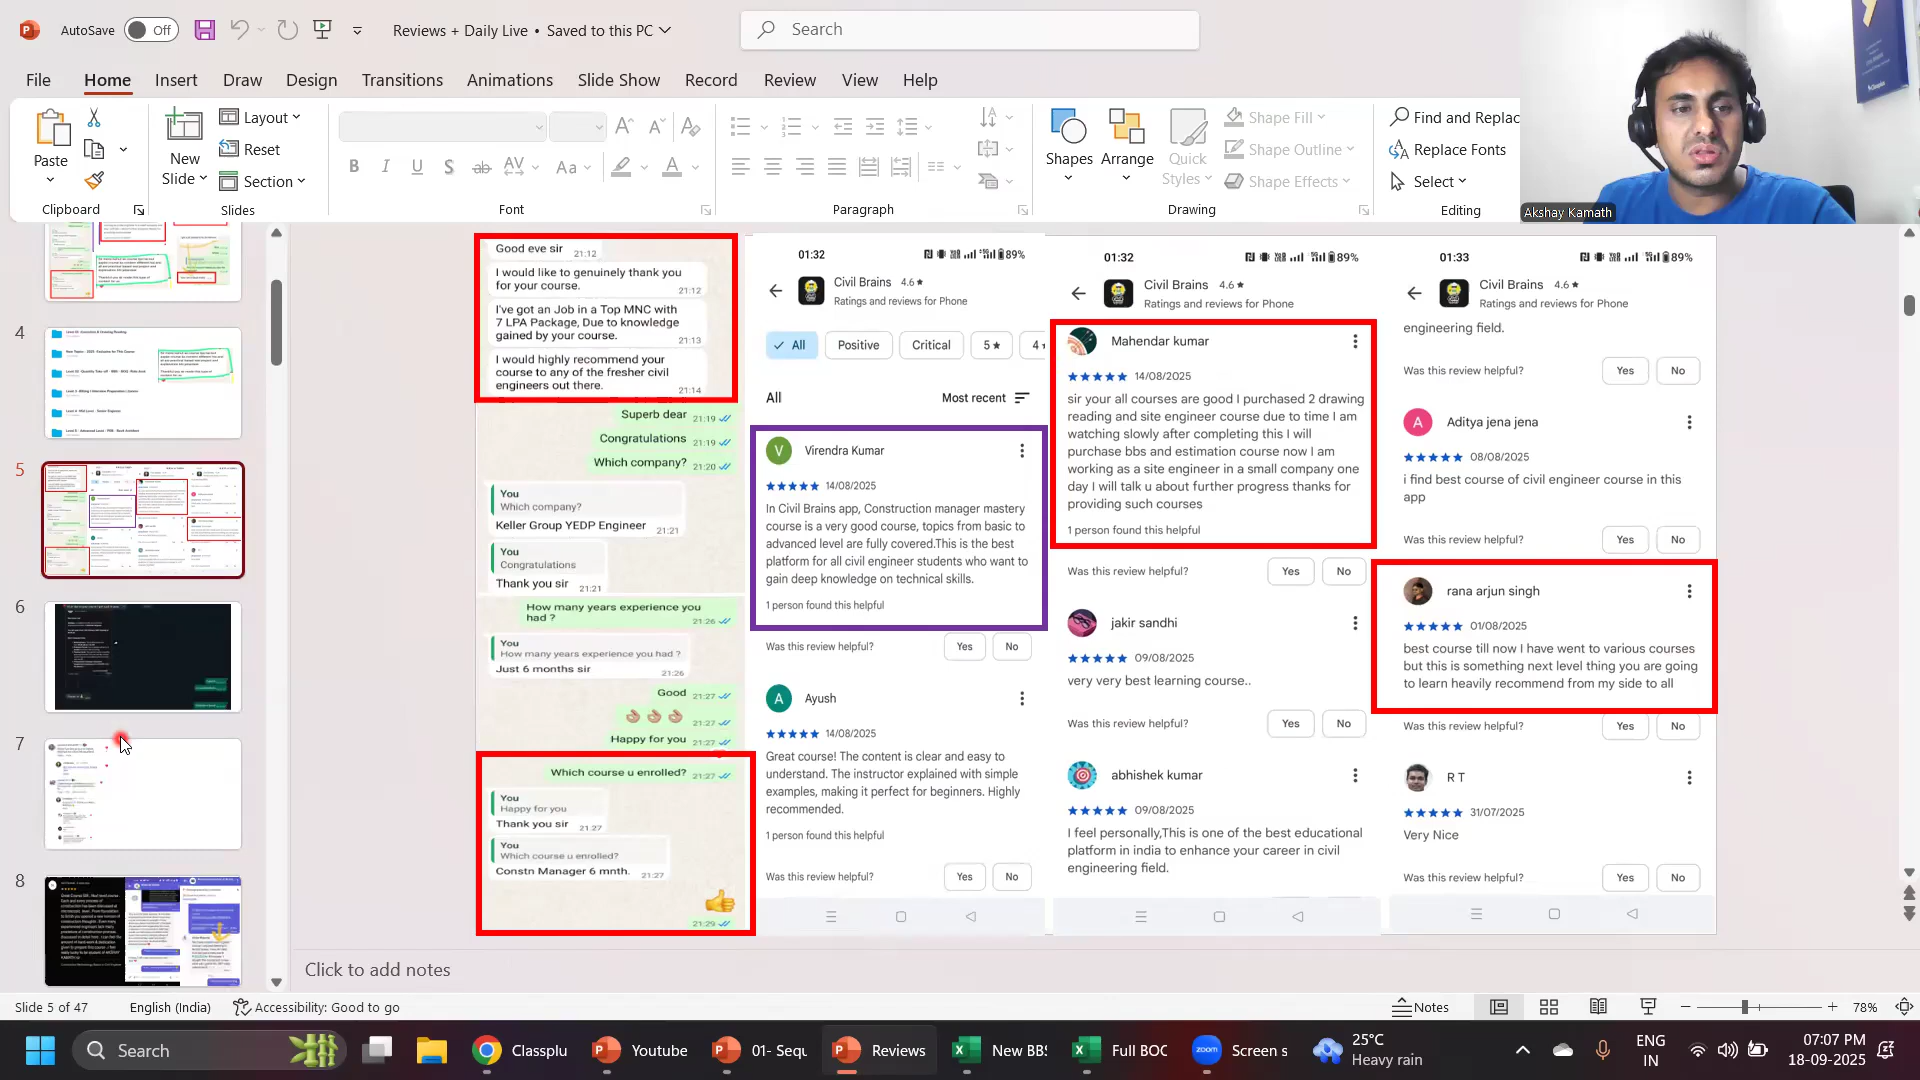 AutoSave Off
Reviews + Daily Live • Saved to this PC
Search
File Home Insert Draw Design Transitions Animations Slide Show Record Review View Help
Paste
Clipboard
New Slide
Layout
Reset
Section
Slides
Font
Paragraph
Shapes
Arrange
Quick Styles
Shape Fill
Shape Outline
Shape Effects
Drawing
Find and Replac
Replace Fonts
Select
Editing
Akshay Kamath
4
5
6
7
8
Good eve sir 21:12
I would like to genuinely thank you
for your course. 21:12
I've got an Job in a Top MNC with
7 LPA Package, Due to knowledge
gained by your course. 21:13
I would highly recommend your
course to any of the fresher civil
engineers out there. 21:14
Superb dear 21:19
Congratulations 21:19
Which company? 21:20
You
Which company?
Keller Group YEDP Engineer 21:21
You
Congratulations
Thank you sir 21:21
How many years experience you
had ? 21:26
You
How many years experience you had ?
Just 6 months sir 21:26
Good 21:27
👌👌👌 21:27
Happy for you 21:27
Which course u enrolled? 21:27
You
Happy for you
Thank you sir 21:27
You
Which course u enrolled?
Constn Manager 6 mnth. 21:27
👍
21:29
01:32 89%
Civil Brains 4.6★
Ratings and reviews for Phone
All Positive Critical 5★ 4
All Most recent
V Virendra Kumar
★★★★★ 14/08/2025
In Civil Brains app, Construction manager mastery
course is a very good course, topics from basic to
advanced level are fully covered.This is the best
platform for all civil engineer students who want to
gain deep knowledge on technical skills.
1 person found this helpful
Was this review helpful? Yes No
A Ayush
★★★★★ 14/08/2025
Great course! The content is clear and easy to
understand. The instructor explained with simple
examples, making it perfect for beginners. Highly
recommended.
1 person found this helpful
Was this review helpful? Yes No
01:32 89%
Civil Brains 4.6★
Ratings and reviews for Phone
Mahendar kumar
★★★★★ 14/08/2025
sir your all courses are good I purchased 2 drawing
reading and site engineer course due to time I am
watching slowly after completing this I will
purchase bbs and estimation course now I am
working as a site engineer in a small company one
day I will talk u about further progress thanks for
providing such courses
1 person found this helpful
Was this review helpful? Yes No
jakir sandhi
★★★★★ 09/08/2025
very very best learning course..
Was this review helpful? Yes No
abhishek kumar
★★★★★ 09/08/2025
I feel personally,This is one of the best educational
platform in india to enhance your career in civil
engineering field.
01:33 89%
Civil Brains 4.6★
Ratings and reviews for Phone
engineering field.
Was this review helpful? Yes No
A Aditya jena jena
★★★★★ 08/08/2025
i find best course of civil engineer course in this
app
Was this review helpful? Yes No
rana arjun singh
★★★★★ 01/08/2025
best course till now I have went to various courses
but this is something next level thing you are going
to learn heavily recommend from my side to all
Was this review helpful? Yes No
R T
★★★★★ 31/07/2025
Very Nice
Was this review helpful? Yes No
Click to add notes
Slide 5 of 47 English (India) Accessibility: Good to go Notes 78%
Search
Classplu
Youtube
01- Sequ
Reviews
New BBS
Full BOC
Screen s
25°C
Heavy rain
ENG
IN
07:07 PM
18-09-2025